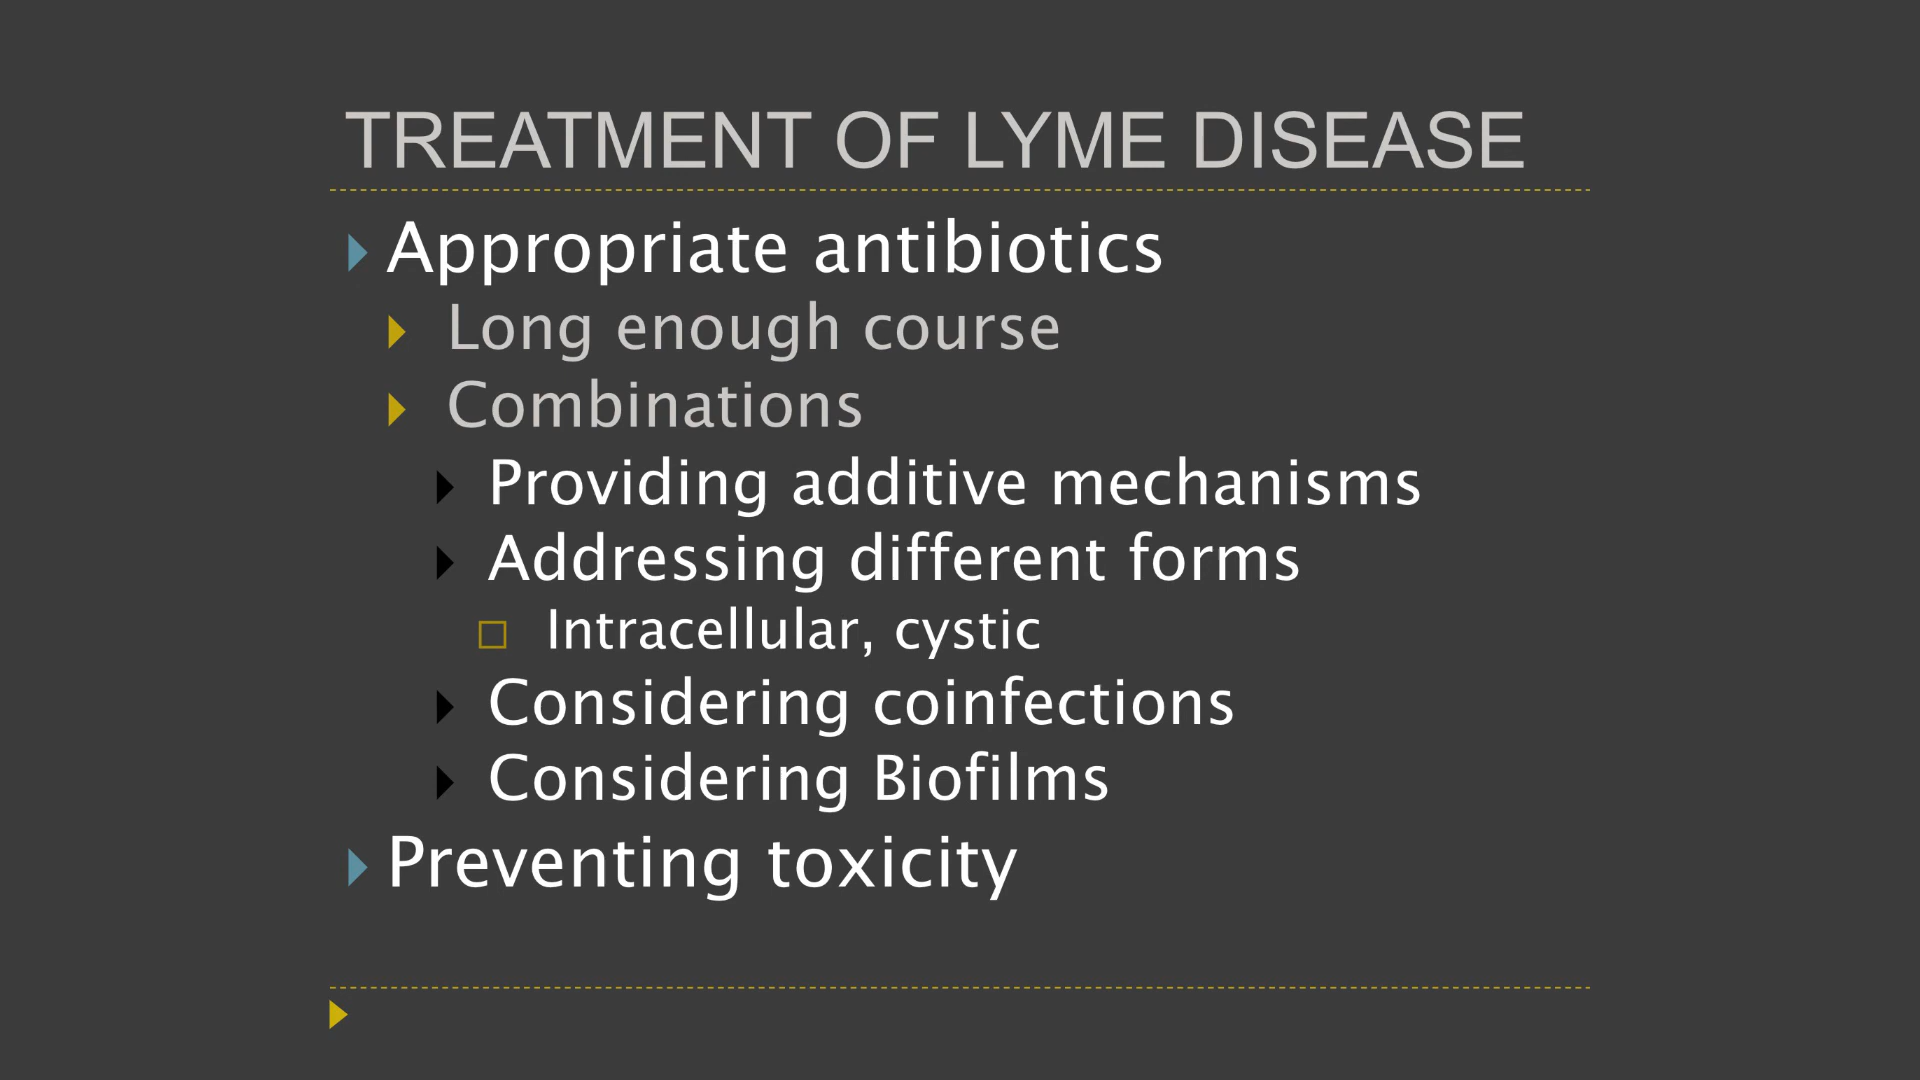 TREATMENT OF LYME DISEASE
Appropriate antibiotics
Long enough course
Combinations
Providing additive mechanisms
Addressing different forms
Intracellular, cystic
Considering coinfections
Considering Biofilms
Preventing toxicity